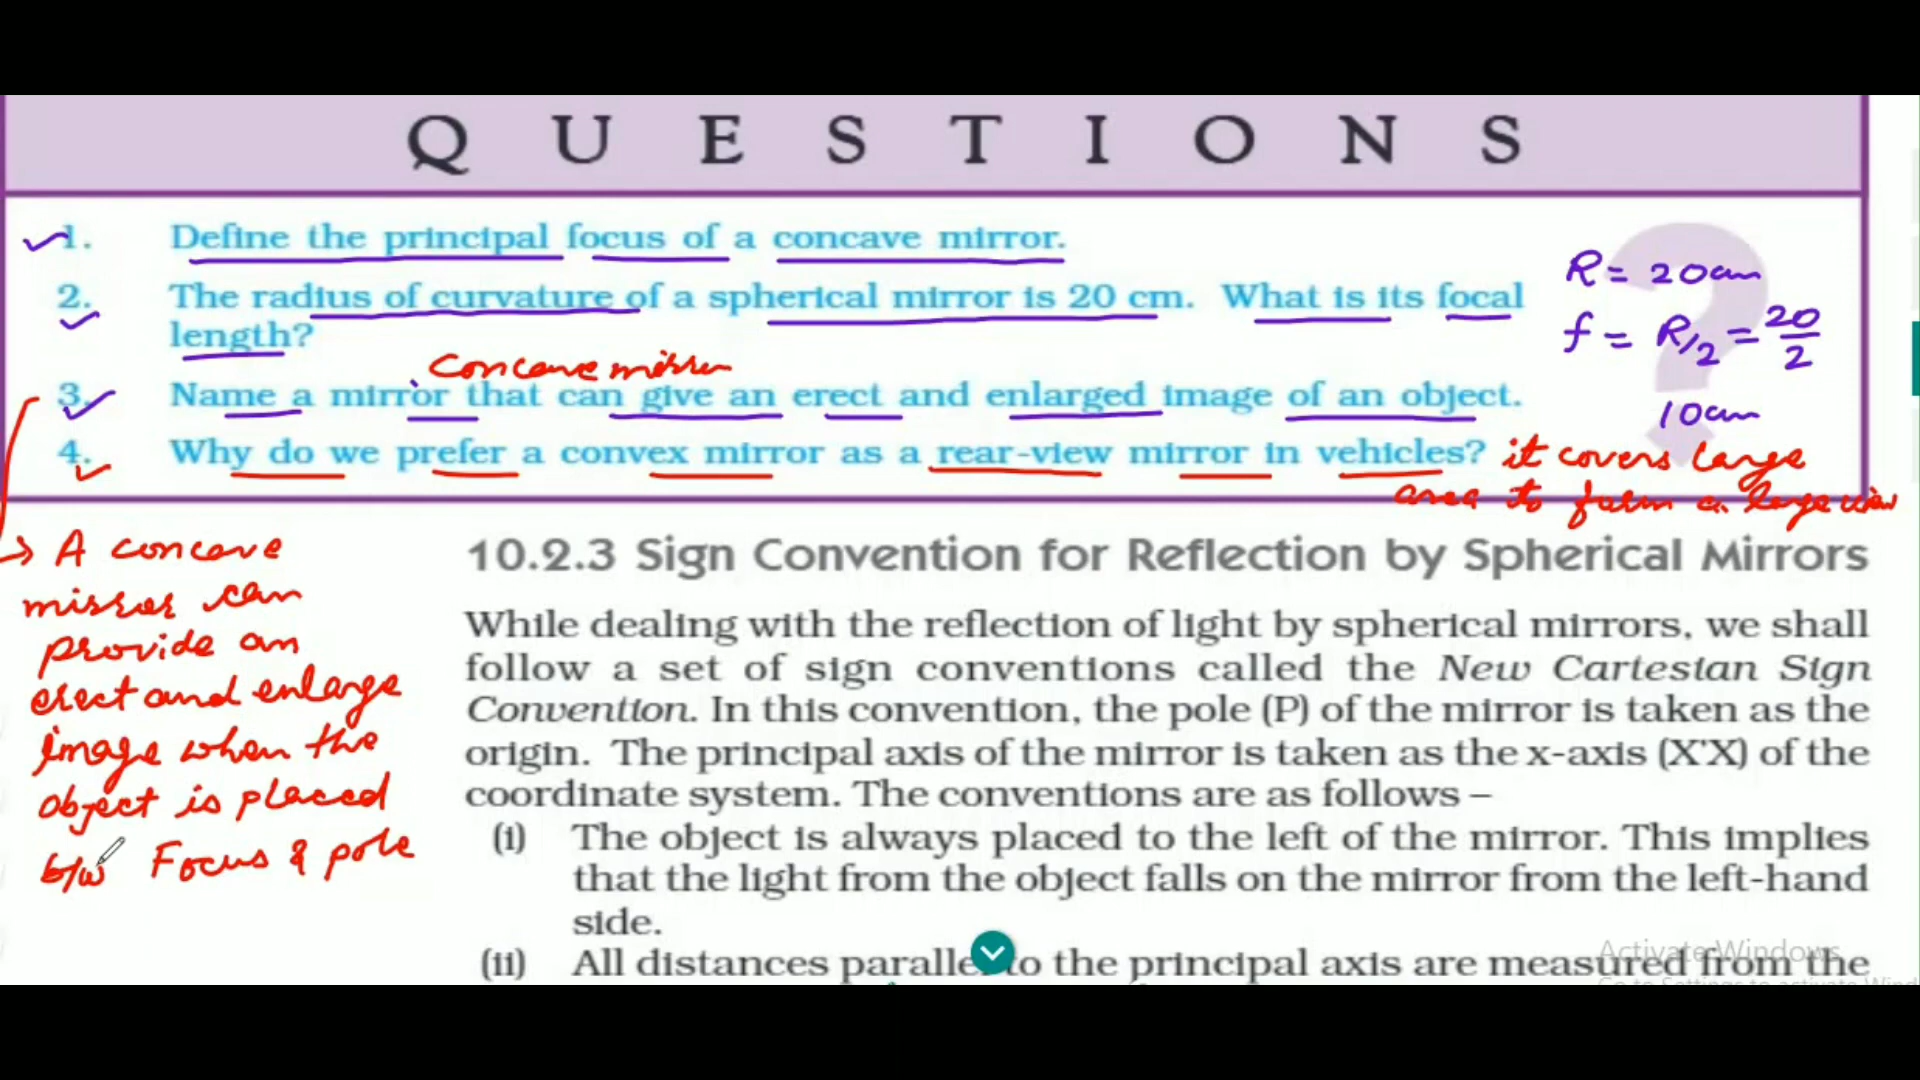 QUESTIONS
1. Define the principal focus of a concave mirror.
2. The radius of curvature of a spherical mirror is 20 cm. What is its focal
length?
R = 20cm
f = R/2 = 20/2
10cm
Concave mirror
3. Name a mirror that can give an erect and enlarged image of an object.
4. Why do we prefer a convex mirror as a rear-view mirror in vehicles?
it covers large
area to form a large view
→ A concave
mirror can
provide an
erect and enlarge
image when the
object is placed
b/w Focus & pole
10.2.3 Sign Convention for Reflection by Spherical Mirrors
While dealing with the reflection of light by spherical mirrors, we shall
follow a set of sign conventions called the New Cartesian Sign
Convention. In this convention, the pole (P) of the mirror is taken as the
origin. The principal axis of the mirror is taken as the x-axis (X'X) of the
coordinate system. The conventions are as follows –
(i) The object is always placed to the left of the mirror. This implies
that the light from the object falls on the mirror from the left-hand
side.
(ii) All distances parallel to the principal axis are measured from the
Activate Windows